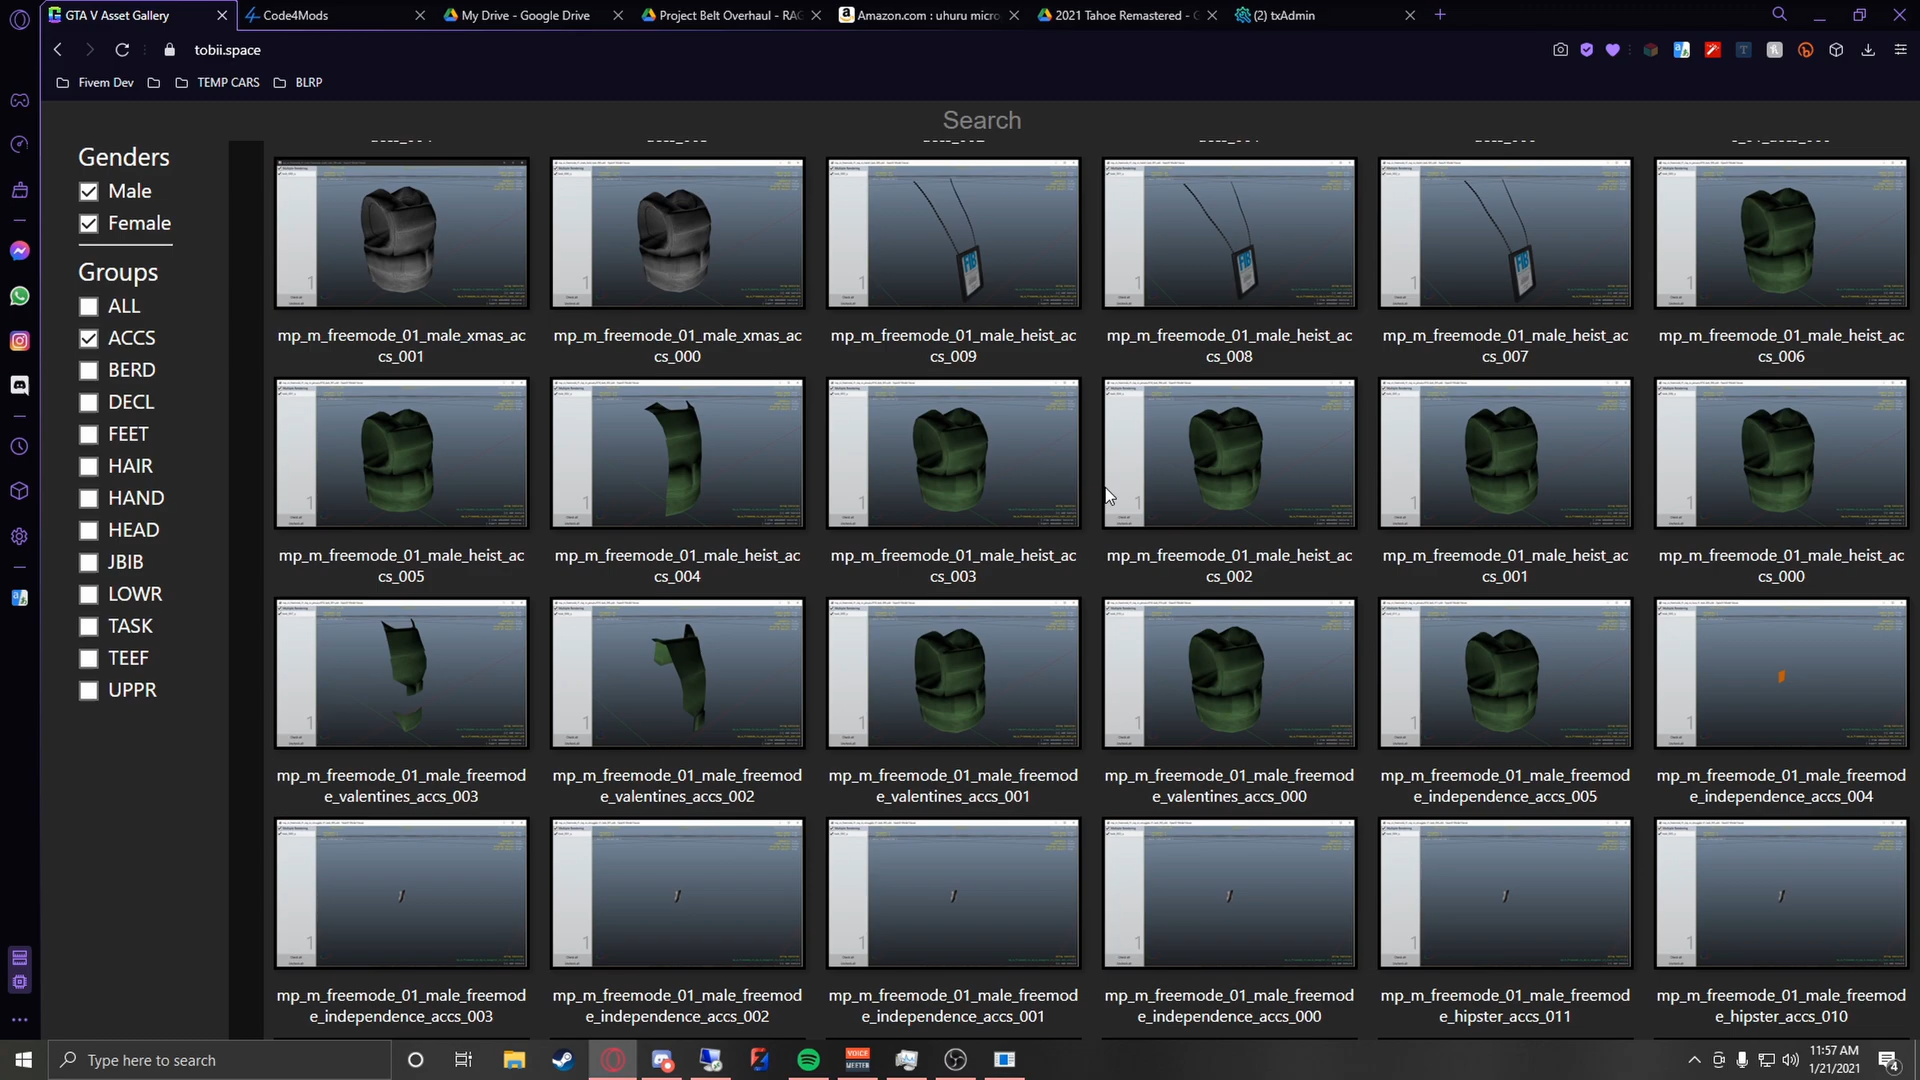 GTA V Asset Gallery
Code4Mods
My Drive - Google Drive
Project Belt Overhaul - RAG
Amazon.com : uhuru micro
2021 Tahoe Remastered - G
(2) txAdmin
tobii.space
Fivem Dev
TEMP CARS
BLRP
Search
Genders
Male
Female
Groups
ALL
ACCS
BERD
DECL
FEET
HAIR
HAND
HEAD
JBIB
LOWR
TASK
TEEF
UPPR
mp_m_freemode_01_male_xmas_ac
cs_001
mp_m_freemode_01_male_xmas_ac
cs_000
mp_m_freemode_01_male_heist_ac
cs_009
mp_m_freemode_01_male_heist_ac
cs_008
mp_m_freemode_01_male_heist_ac
cs_007
mp_m_freemode_01_male_heist_ac
cs_006
mp_m_freemode_01_male_heist_ac
cs_005
mp_m_freemode_01_male_heist_ac
cs_004
mp_m_freemode_01_male_heist_ac
cs_003
mp_m_freemode_01_male_heist_ac
cs_002
mp_m_freemode_01_male_heist_ac
cs_001
mp_m_freemode_01_male_heist_ac
cs_000
mp_m_freemode_01_male_freemod
e_valentines_accs_003
mp_m_freemode_01_male_freemod
e_valentines_accs_002
mp_m_freemode_01_male_freemod
e_valentines_accs_001
mp_m_freemode_01_male_freemod
e_valentines_accs_000
mp_m_freemode_01_male_freemod
e_independence_accs_005
mp_m_freemode_01_male_freemod
e_independence_accs_004
mp_m_freemode_01_male_freemod
e_independence_accs_003
mp_m_freemode_01_male_freemod
e_independence_accs_002
mp_m_freemode_01_male_freemod
e_independence_accs_001
mp_m_freemode_01_male_freemod
e_independence_accs_000
mp_m_freemode_01_male_freemod
e_hipster_accs_011
mp_m_freemode_01_male_freemod
e_hipster_accs_010
Type here to search
VOICE
MEETER
11:57 AM
1/21/2021
4